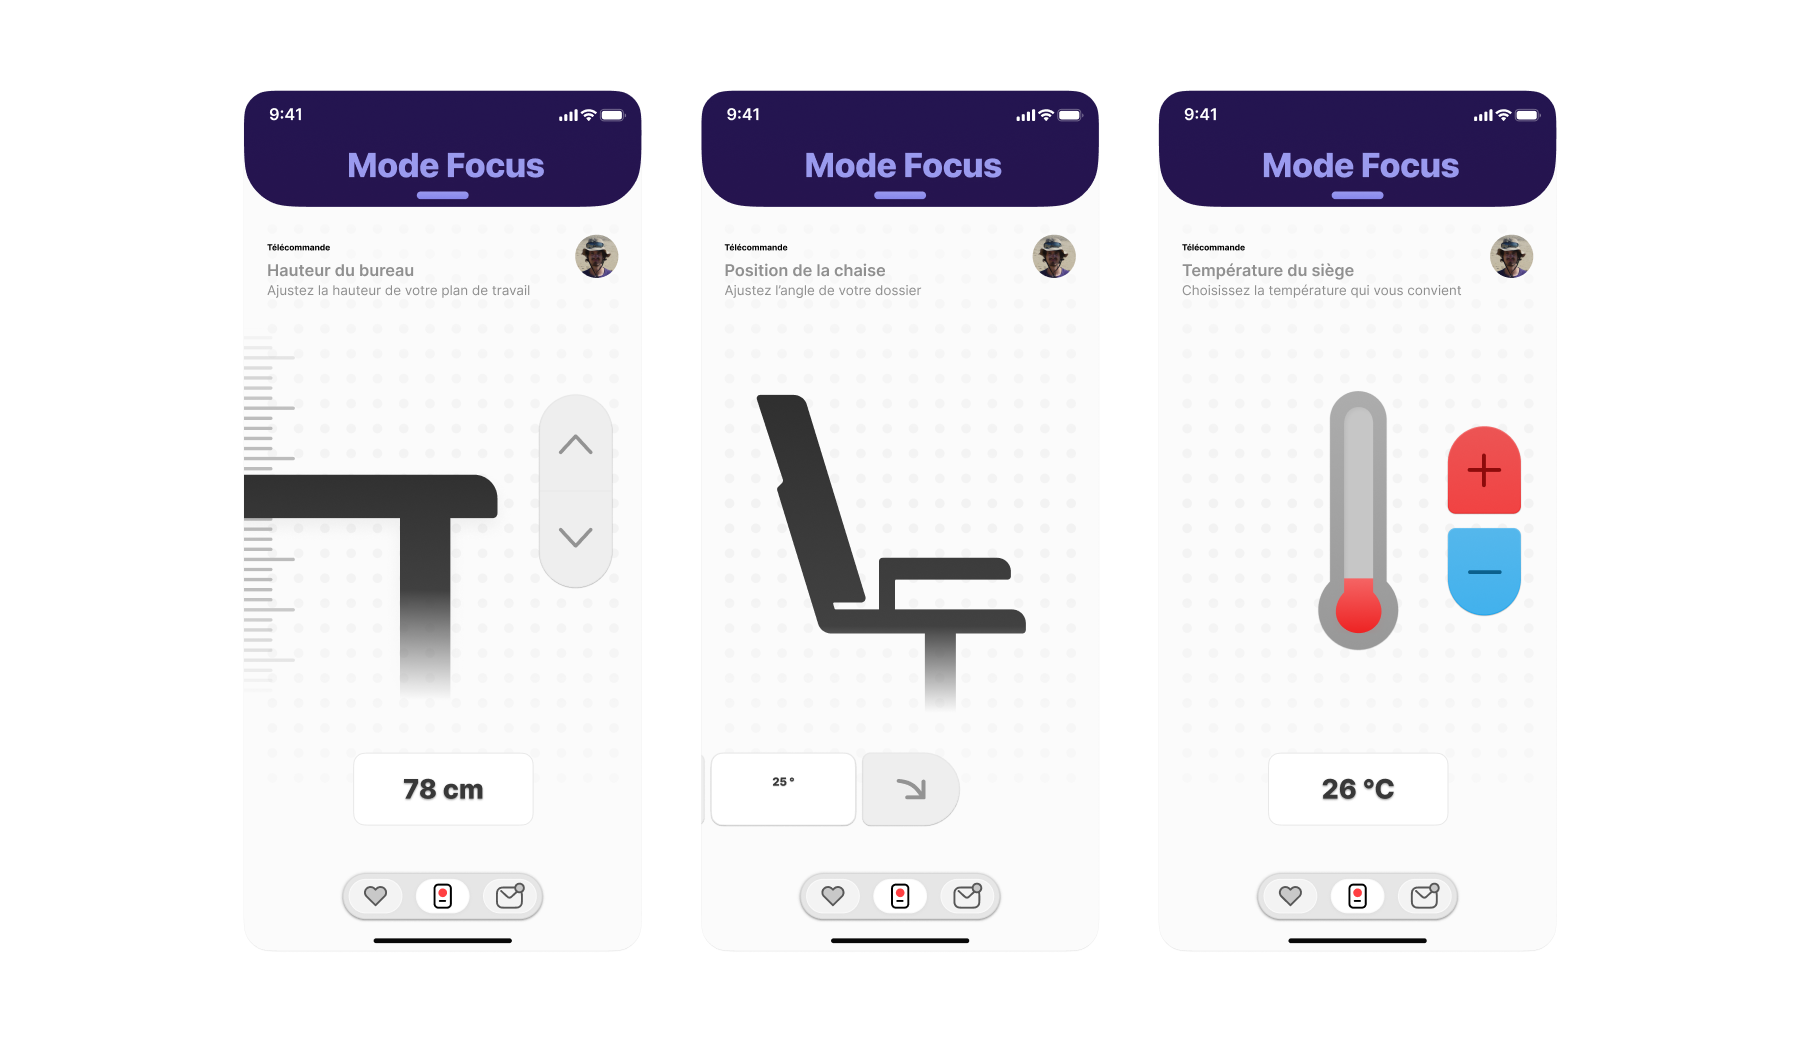 9:41
Mode Focus
Télécommande
Hauteur du bureau
Ajustez la hauteur de votre plan de travail
78 cm
9:41
Mode Focus
Télécommande
Position de la chaise
Ajustez l’angle de votre dossier
25 °
9:41
Mode Focus
Télécommande
Température du siège
Choisissez la température qui vous convient
26 °C